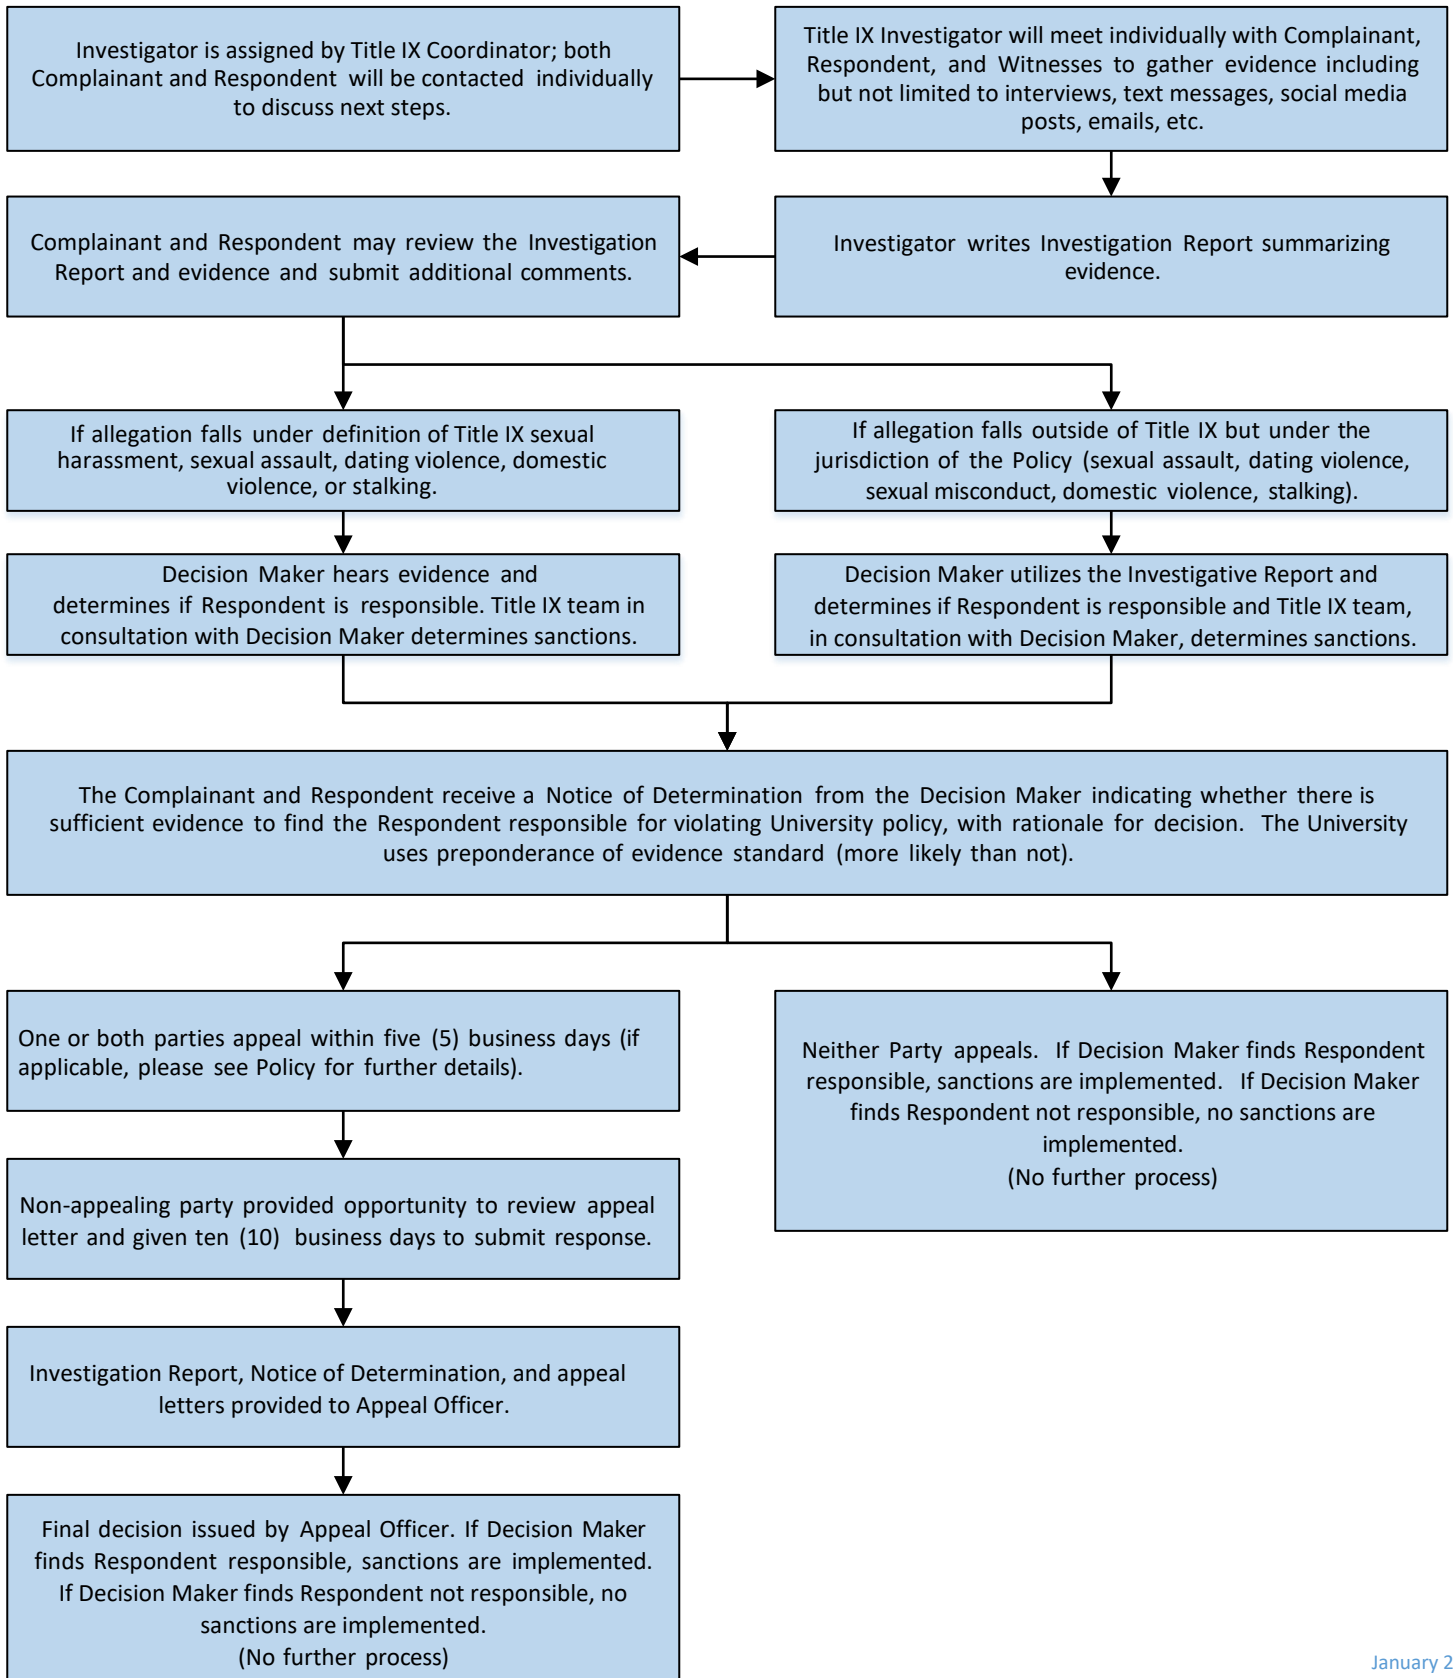 Investigator is assigned by Title IX Coordinator; both
Complainant and Respondent will be contacted individually
to discuss next steps.
Title IX Investigator will meet individually with Complainant,
Respondent, and Witnesses to gather evidence including
but not limited to interviews, text messages, social media
posts, emails, etc.
Complainant and Respondent may review the Investigation
Report and evidence and submit additional comments.
Investigator writes Investigation Report summarizing
evidence.
If allegation falls under definition of Title IX sexual
harassment, sexual assault, dating violence, domestic
violence, or stalking.
If allegation falls outside of Title IX but under the
jurisdiction of the Policy (sexual assault, dating violence,
sexual misconduct, domestic violence, stalking).
Decision Maker hears evidence and
determines if Respondent is responsible. Title IX team in
consultation with Decision Maker determines sanctions.
Decision Maker utilizes the Investigative Report and
determines if Respondent is responsible and Title IX team,
in consultation with Decision Maker, determines sanctions.
The Complainant and Respondent receive a Notice of Determination from the Decision Maker indicating whether there is
sufficient evidence to find the Respondent responsible for violating University policy, with rationale for decision. The University
uses preponderance of evidence standard (more likely than not).
One or both parties appeal within five (5) business days (if
applicable, please see Policy for further details).
Neither Party appeals. If Decision Maker finds Respondent
responsible, sanctions are implemented. If Decision Maker
finds Respondent not responsible, no sanctions are
implemented.
(No further process)
Non-appealing party provided opportunity to review appeal
letter and given ten (10) business days to submit response.
Investigation Report, Notice of Determination, and appeal
letters provided to Appeal Officer.
Final decision issued by Appeal Officer. If Decision Maker
finds Respondent responsible, sanctions are implemented.
If Decision Maker finds Respondent not responsible, no
sanctions are implemented.
(No further process)
January 2